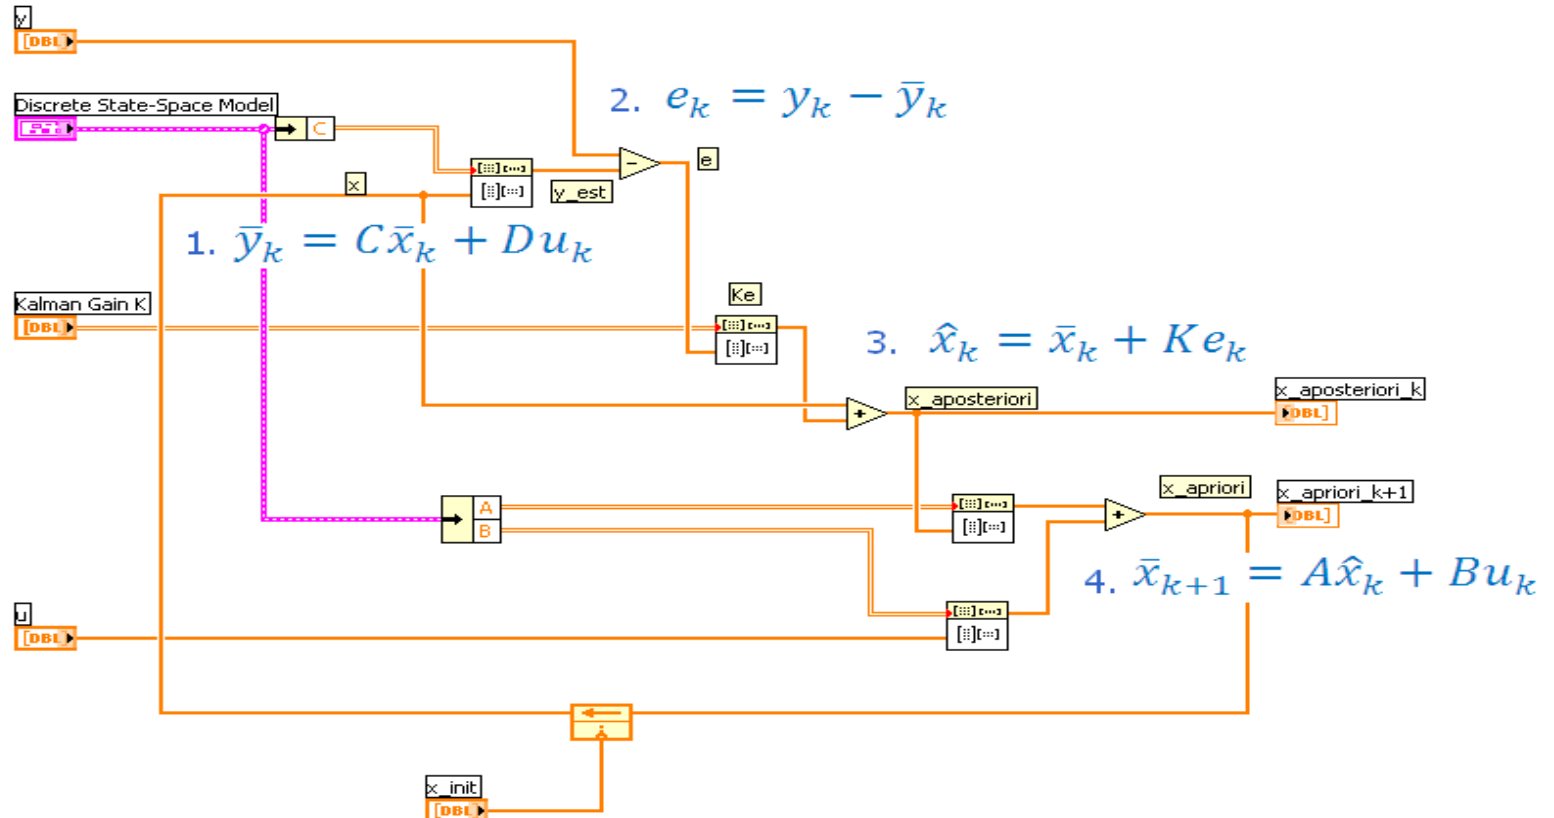 y
[DBL]
2. e_k = y_k − ȳ_k
Discrete State-Space Model
C
e
x
y_est
1. ȳ_k = Cx̄_k + Du_k
Ke
Kalman Gain K
[DBL]
3. x̂_k = x̄_k + Ke_k
x_aposteriori
x_aposteriori_k
DBL]
x_apriori
x_apriori_k+1
DBL]
A
B
4. x̄_{k+1} = Ax̂_k + Bu_k
u
[DBL]
x_init
[DBL]